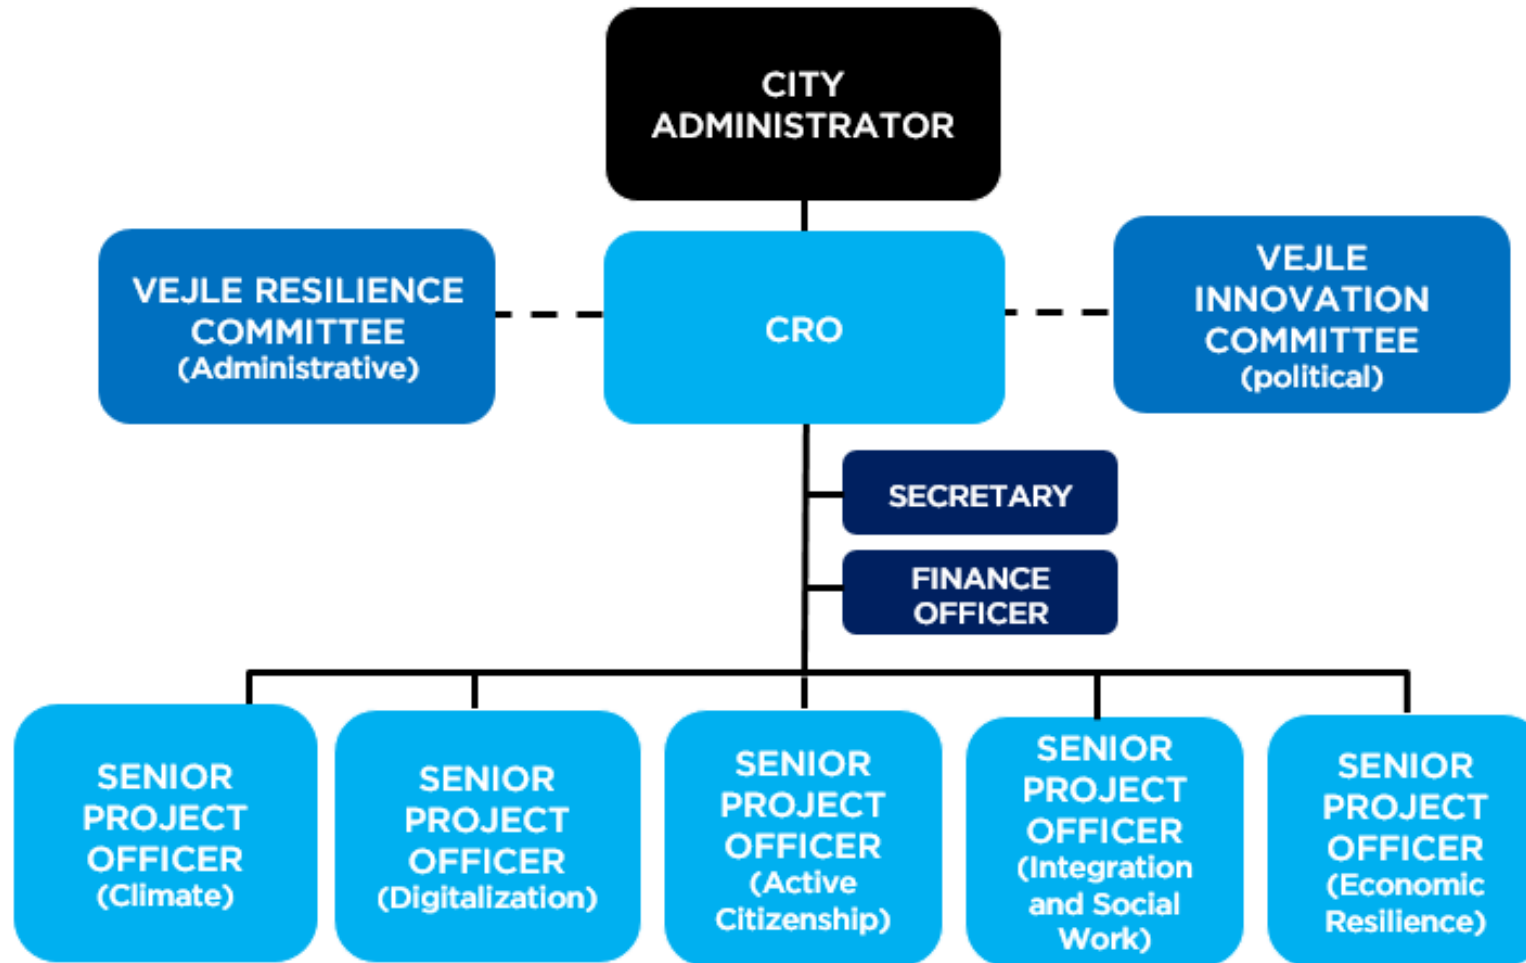 CITY
ADMINISTRATOR
VEJLE RESILIENCE
COMMITTEE
(Administrative)
CRO
VEJLE
INNOVATION
COMMITTEE
(political)
SECRETARY
FINANCE
OFFICER
SENIOR
PROJECT
OFFICER
(Climate)
SENIOR
PROJECT
OFFICER
(Digitalization)
SENIOR
PROJECT
OFFICER
(Active
Citizenship)
SENIOR
PROJECT
OFFICER
(Integration
and Social
Work)
SENIOR
PROJECT
OFFICER
(Economic
Resilience)